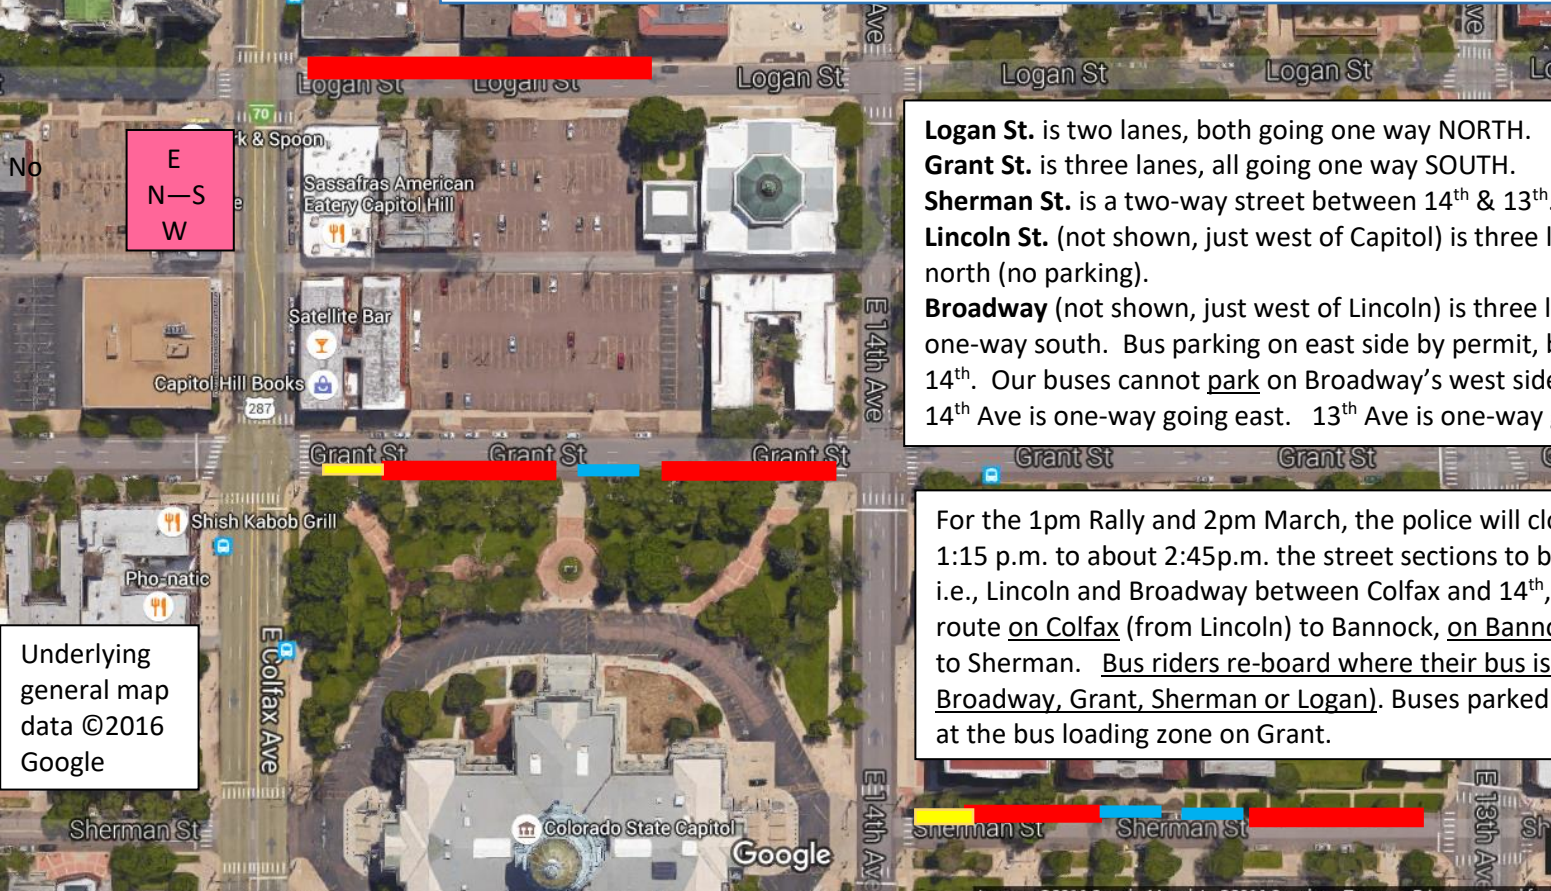 Ave
Ave
Logan St
Logan St
Logan St
Logan St
Logan St
70
k & Spoon
No
E
N—S
W
e
Sassafras American
Eatery Capitol Hill
Satellite Bar
Capitol Hill Books
287
E 14th Ave
Logan St. is two lanes, both going one way NORTH.
Grant St. is three lanes, all going one way SOUTH.
Sherman St. is a two-way street between 14th & 13th.
Lincoln St. (not shown, just west of Capitol) is three l
north (no parking).
Broadway (not shown, just west of Lincoln) is three l
one-way south. Bus parking on east side by permit, b
14th. Our buses cannot park on Broadway’s west side
14th Ave is one-way going east. 13th Ave is one-way
Grant St
Grant St
Grant St
Grant St
Grant St
Shish Kabob Grill
Pho-natic
For the 1pm Rally and 2pm March, the police will clo
1:15 p.m. to about 2:45p.m. the street sections to b
i.e., Lincoln and Broadway between Colfax and 14th,
route on Colfax (from Lincoln) to Bannock, on Banno
to Sherman. Bus riders re-board where their bus is
Broadway, Grant, Sherman or Logan). Buses parked
at the bus loading zone on Grant.
Underlying
general map
data ©2016
Google
E Colfax Ave
Sherman St
Colorado State Capitol
Google
E 14th Av
Sherman St
Sherman St
E 13th Ave
Sh